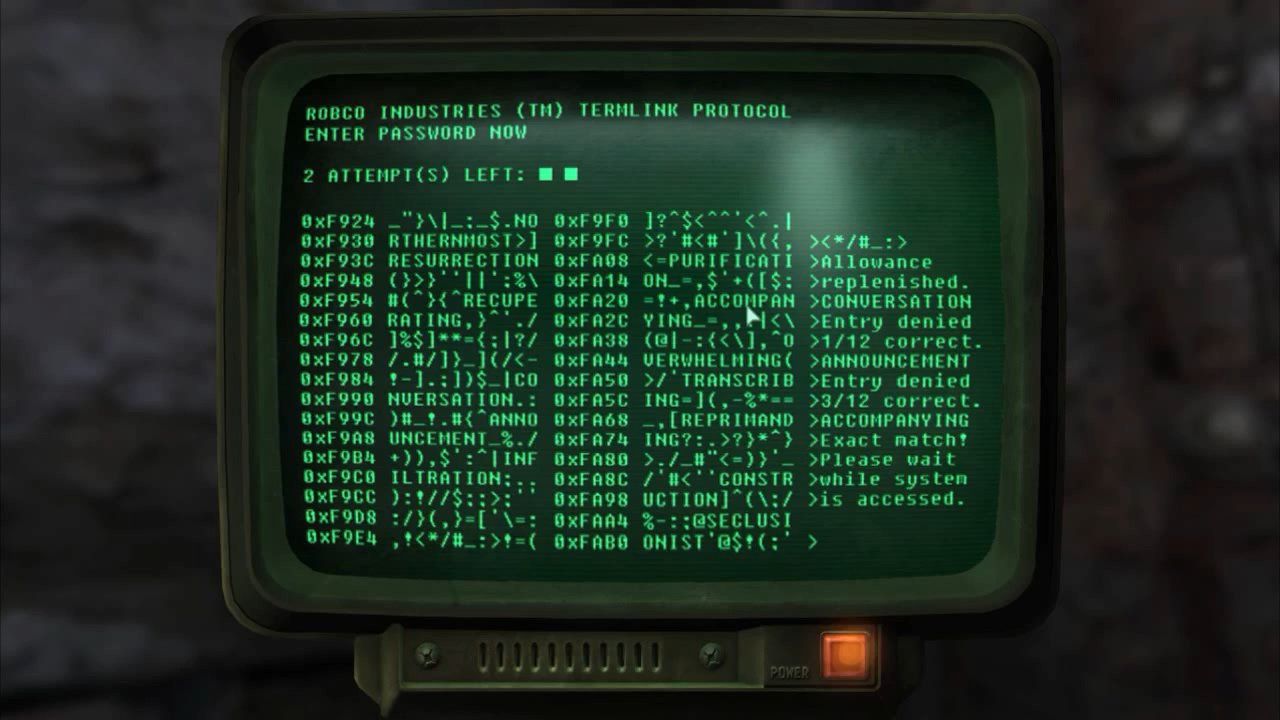 ROBCO INDUSTRIES (TM) TERMLINK PROTOCOL
ENTER PASSWORD NOW
2 ATTEMPT(S) LEFT: ■ ■
0xF924 _"}\|_:_$.NO 0xF9F0 ]?^$<^^'<^.|
0xF930 RTHERNMOST>] 0xF9FC >?'#<#']\({, ><*/#_:>
0xF93C RESURRECTION 0xFA08 <=PURIFICATI >Allowance
0xF948 (}>}''||':%\ 0xFA14 ON_=,$'+([$: >replenished.
0xF954 #(^}{^RECUPE 0xFA20 =!+,ACCOMPAN >CONVERSATION
0xF960 RATING,}^'./ 0xFA2C YING_=,, |<\ >Entry denied
0xF96C ]%$]**={;|?/ 0xFA38 (@|-:{<\],^O >1/12 correct.
0xF978 /.#/]}_](/<- 0xFA44 VERWHELMING( >ANNOUNCEMENT
0xF984 !-].:])$_|CO 0xFA50 >/'TRANSCRIB >Entry denied
0xF990 NVERSATION.: 0xFA5C ING=](,-%*== >3/12 correct.
0xF99C )#_!.#{^ANNO 0xFA68 _,[REPRIMAND >ACCOMPANYING
0xF9A8 UNCEMENT_%./ 0xFA74 ING?:.>?}*^} >Exact match!
0xF9B4 +)),$':^|INF 0xFA80 >./_#"<=)}'_ >Please wait
0xF9C0 ILTRATION:.. 0xFA8C /'#<''CONSTR >while system
0xF9CC ):!//$::>:'' 0xFA98 UCTION]^(\:/ >is accessed.
0xF9D8 :/}(,}=['\=: 0xFAA4 %-:;@SECLUSI
0xF9E4 ,!<*/#_:>!=( 0xFAB0 ONIST'@$!(:' >
POWER